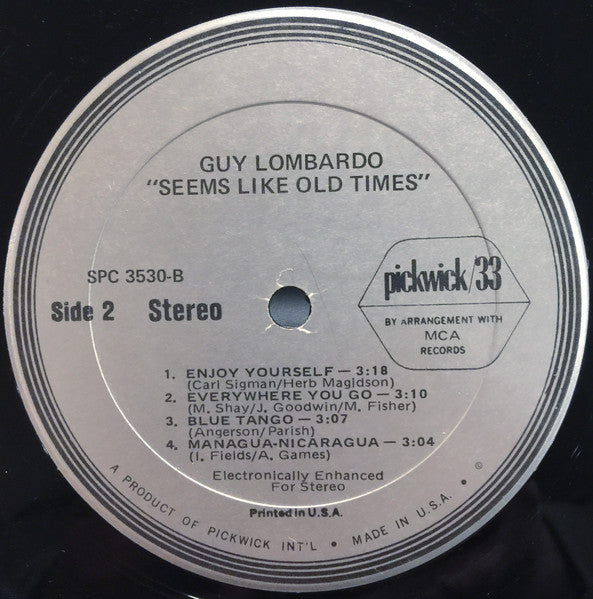 GUY LOMBARDO
"SEEMS LIKE OLD TIMES"
SPC 3530-B
Side 2 Stereo
pickwick/33
BY ARRANGEMENT WITH
MCA
RECORDS
1. ENJOY YOURSELF — 3:18
(Carl Sigman/Herb Magidson)
2. EVERYWHERE YOU GO — 3:10
(M. Shay/J. Goodwin/M. Fisher)
3. BLUE TANGO — 3:07
(Angerson/Parish)
4. MANAGUA-NICARAGUA — 3:04
(I. Fields/A. Games)
Electronically Enhanced
For Stereo
Printed in U.S.A.
A PRODUCT OF PICKWICK INT'L • MADE IN U.S.A. • ©